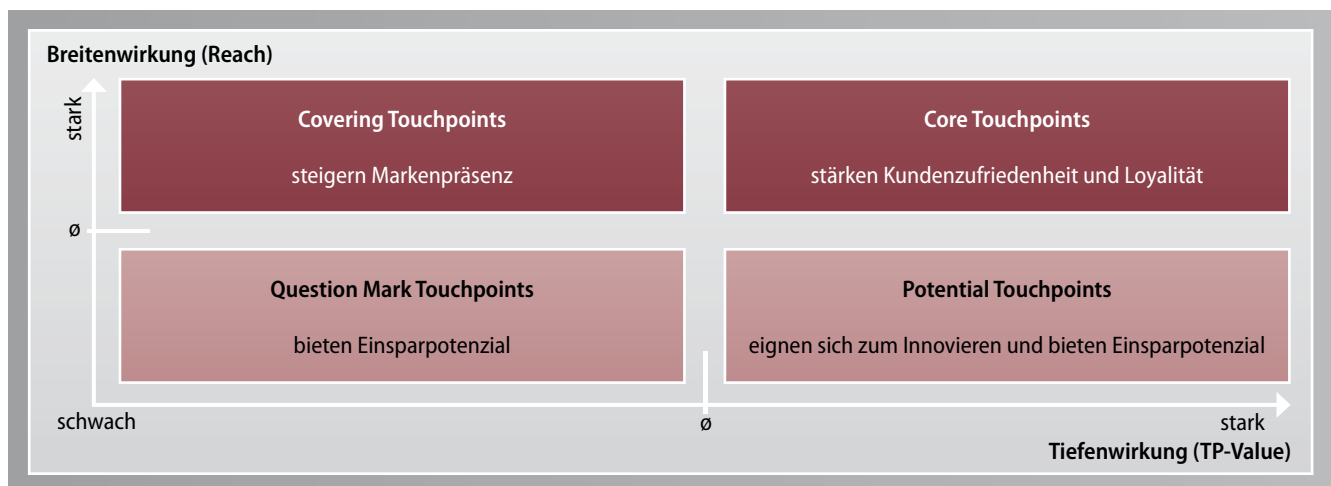 Breitenwirkung (Reach)
stark
Covering Touchpoints
steigern Markenpräsenz
Core Touchpoints
stärken Kundenzufriedenheit und Loyalität
ø
Question Mark Touchpoints
bieten Einsparpotenzial
Potential Touchpoints
eignen sich zum Innovieren und bieten Einsparpotenzial
schwach
ø
stark
Tiefenwirkung (TP-Value)